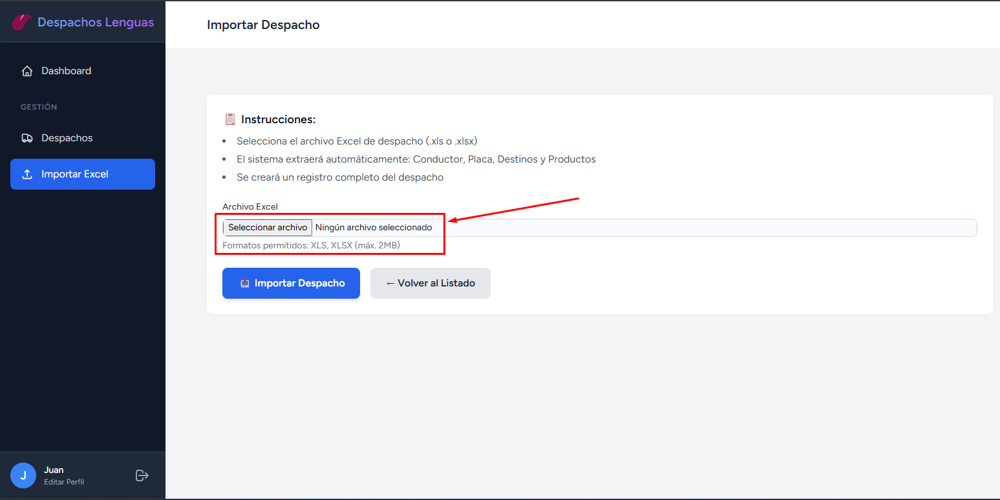 Despachos Lenguas
Importar Despacho
Dashboard
GESTIÓN
Despachos
Importar Excel
Instrucciones:
Selecciona el archivo Excel de despacho (.xls o .xlsx)
El sistema extraerá automáticamente: Conductor, Placa, Destinos y Productos
Se creará un registro completo del despacho
Archivo Excel
Seleccionar archivo Ningún archivo seleccionado
Formatos permitidos: XLS, XLSX (máx. 2MB)
Importar Despacho
← Volver al Listado
J
Juan
Editar Perfil